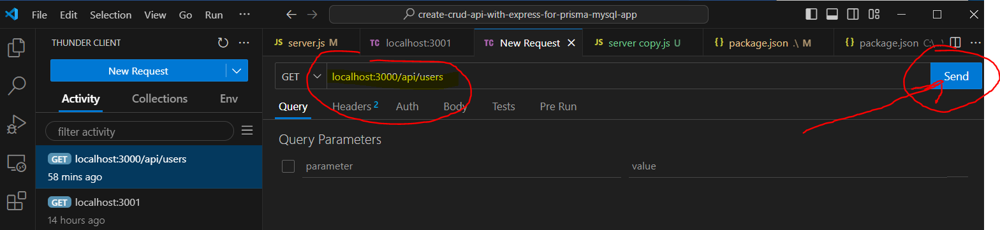 File Edit Selection View Go Run ··· create-crud-api-with-express-for-prisma-mysql-app
THUNDER CLIENT ···
JS server.js M TC localhost:3001 TC New Request JS server copy.js U {} package.json .\ M {} package.json C:\... ···
New Request
GET localhost:3000/api/users Send
Activity Collections Env
Query Headers 2 Auth Body Tests Pre Run
filter activity
Query Parameters
GET localhost:3000/api/users
58 mins ago
parameter value
GET localhost:3001
14 hours ago